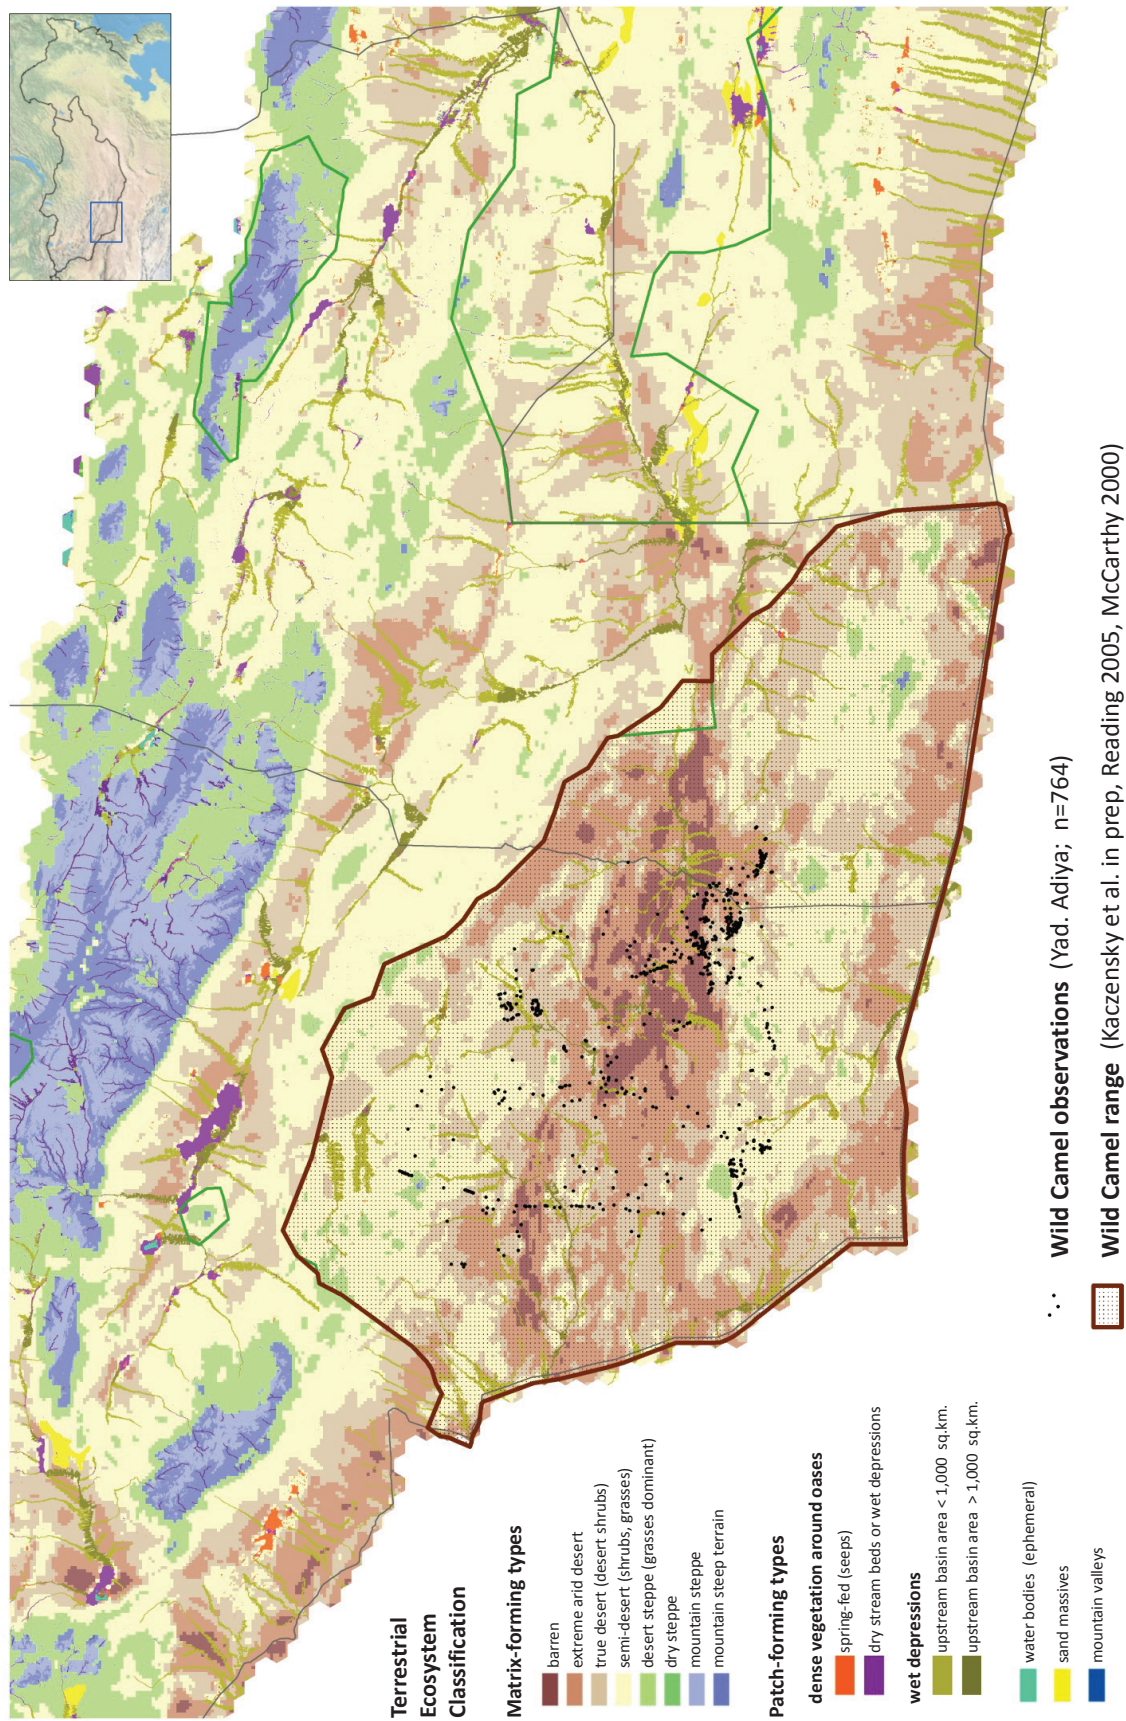 Terrestrial
Ecosystem
Classification
Matrix-forming types
barren
extreme arid desert
true desert (desert shrubs)
semi-desert (shrubs, grasses)
desert steppe (grasses dominant)
dry steppe
mountain steppe
mountain steep terrain
Patch-forming types
dense vegetation around oases
spring-fed (seeps)
dry stream beds or wet depressions
wet depressions
upstream basin area < 1,000 sq.km.
upstream basin area > 1,000 sq.km.
water bodies (ephemeral)
sand massives
mountain valleys
Wild Camel observations (Yad. Adiya; n=764)
Wild Camel range (Kaczensky et al. in prep, Reading 2005, McCarthy 2000)